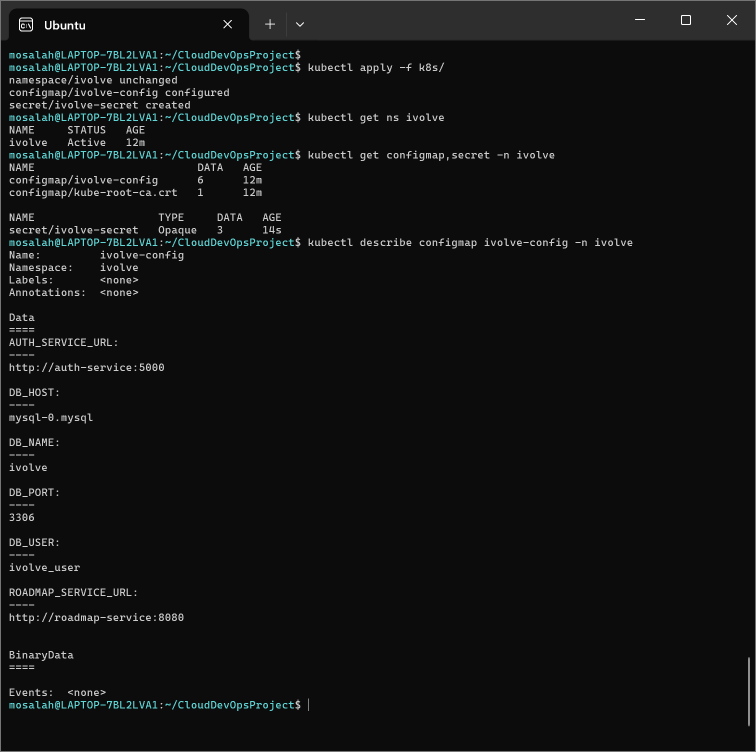 Ubuntu
mosalah@LAPTOP-7BL2LVA1:~/CloudDevOpsProject$
mosalah@LAPTOP-7BL2LVA1:~/CloudDevOpsProject$ kubectl apply -f k8s/
namespace/ivolve unchanged
configmap/ivolve-config configured
secret/ivolve-secret created
mosalah@LAPTOP-7BL2LVA1:~/CloudDevOpsProject$ kubectl get ns ivolve
NAME     STATUS   AGE
ivolve   Active   12m
mosalah@LAPTOP-7BL2LVA1:~/CloudDevOpsProject$ kubectl get configmap,secret -n ivolve
NAME                         DATA   AGE
configmap/ivolve-config      6      12m
configmap/kube-root-ca.crt   1      12m

NAME                   TYPE     DATA   AGE
secret/ivolve-secret   Opaque   3      14s
mosalah@LAPTOP-7BL2LVA1:~/CloudDevOpsProject$ kubectl describe configmap ivolve-config -n ivolve
Name:         ivolve-config
Namespace:    ivolve
Labels:       <none>
Annotations:  <none>

Data
====
AUTH_SERVICE_URL:
----
http://auth-service:5000

DB_HOST:
----
mysql-0.mysql

DB_NAME:
----
ivolve

DB_PORT:
----
3306

DB_USER:
----
ivolve_user

ROADMAP_SERVICE_URL:
----
http://roadmap-service:8080


BinaryData
====

Events:  <none>
mosalah@LAPTOP-7BL2LVA1:~/CloudDevOpsProject$